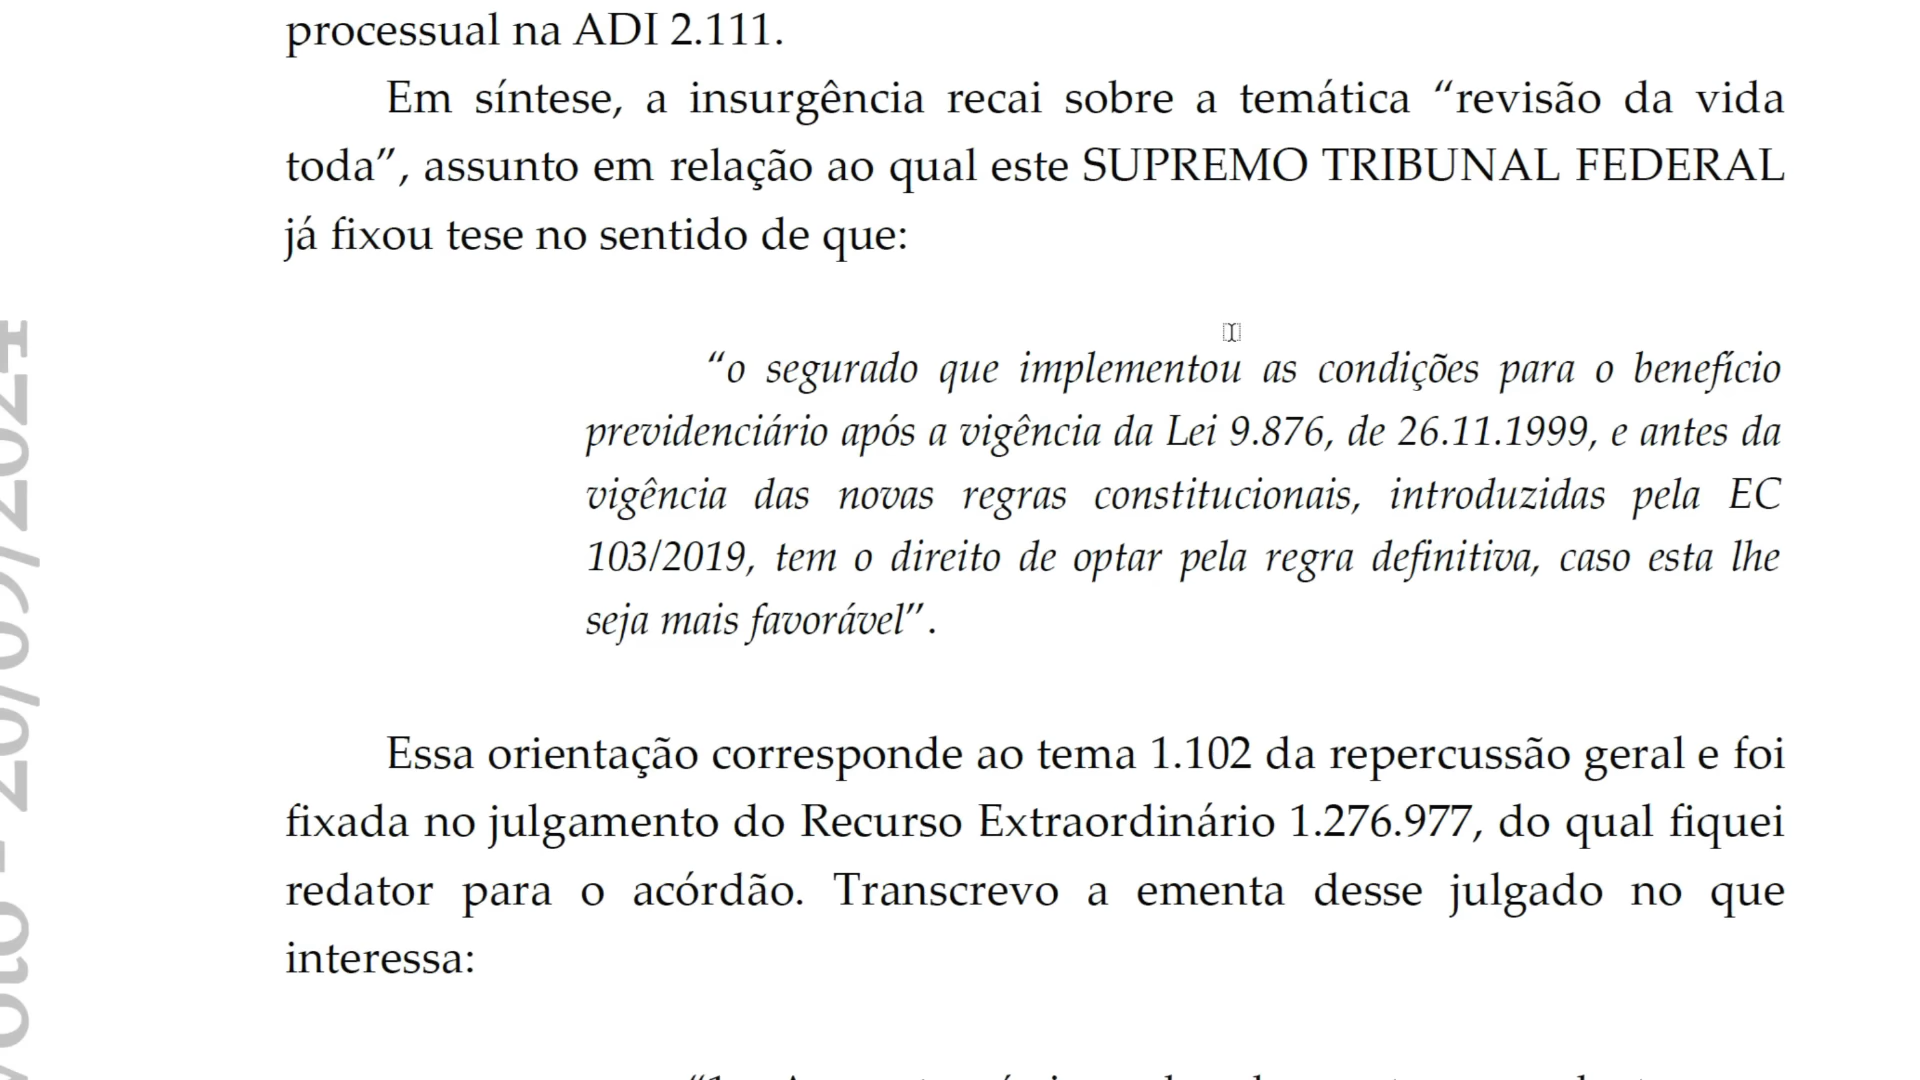 processual na ADI 2.111.
Em síntese, a insurgência recai sobre a temática “revisão da vida
toda”, assunto em relação ao qual este SUPREMO TRIBUNAL FEDERAL
já fixou tese no sentido de que:
“o segurado que implementou as condições para o benefício
previdenciário após a vigência da Lei 9.876, de 26.11.1999, e antes da
vigência das novas regras constitucionais, introduzidas pela EC
103/2019, tem o direito de optar pela regra definitiva, caso esta lhe
seja mais favorável”.
Essa orientação corresponde ao tema 1.102 da repercussão geral e foi
fixada no julgamento do Recurso Extraordinário 1.276.977, do qual fiquei
redator para o acórdão. Transcrevo a ementa desse julgado no que
interessa: